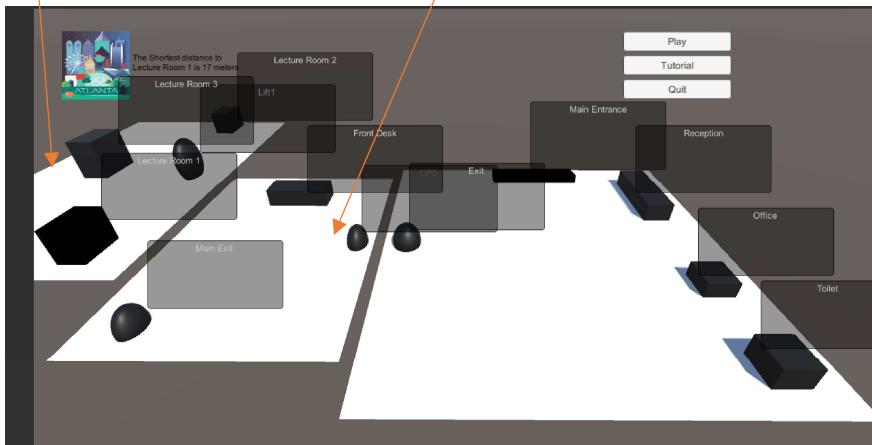 Play
Tutorial
Quit
ATLANTA
The Shortest distance to
Lecture Room 1 is 17 meters
Lecture Room 2
Lecture Room 3
Lift1
Main Entrance
Front Desk
Reception
Lecture Room 1
Exit
Office
Main Exit
Toilet